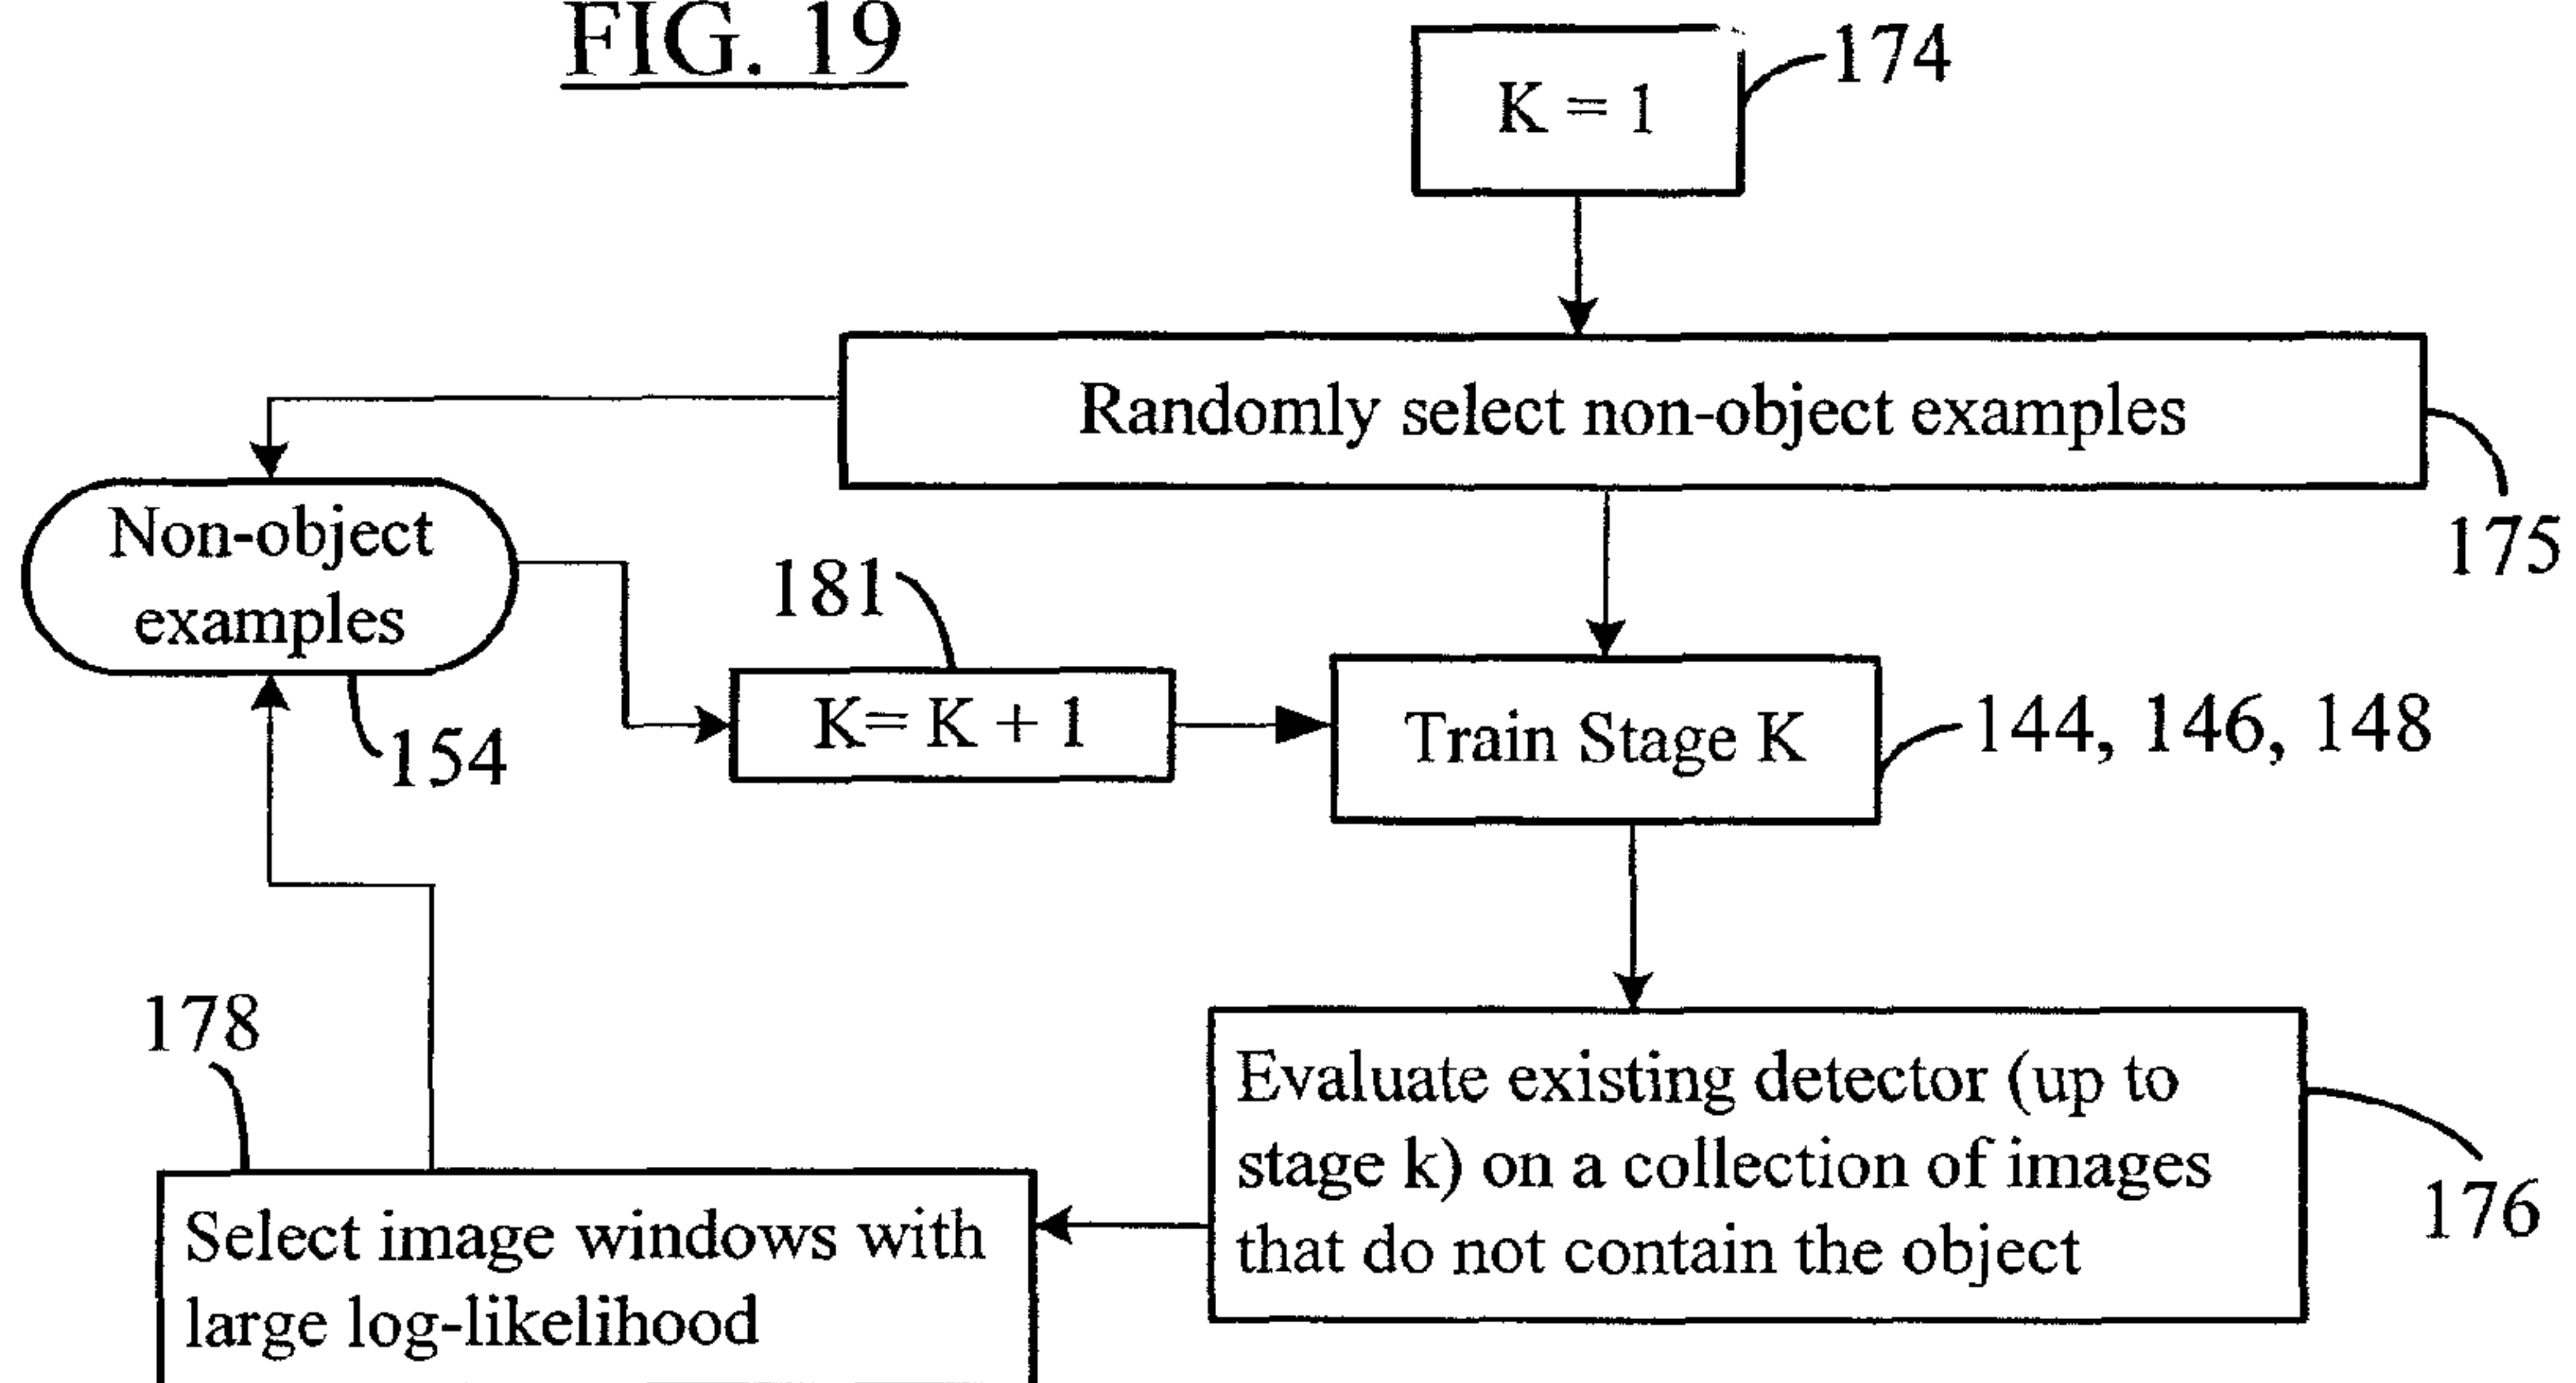 FIG. 19
K = 1
174
Randomly select non-object examples
175
Non-object
examples
154
181
K= K + 1
Train Stage K
144, 146, 148
178
Select image windows with
large log-likelihood
Evaluate existing detector (up to
stage k) on a collection of images
that do not contain the object
176